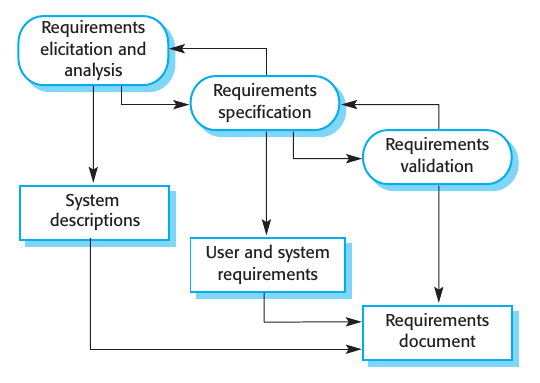 Requirements
elicitation and
analysis
Requirements
specification
Requirements
validation
System
descriptions
User and system
requirements
Requirements
document